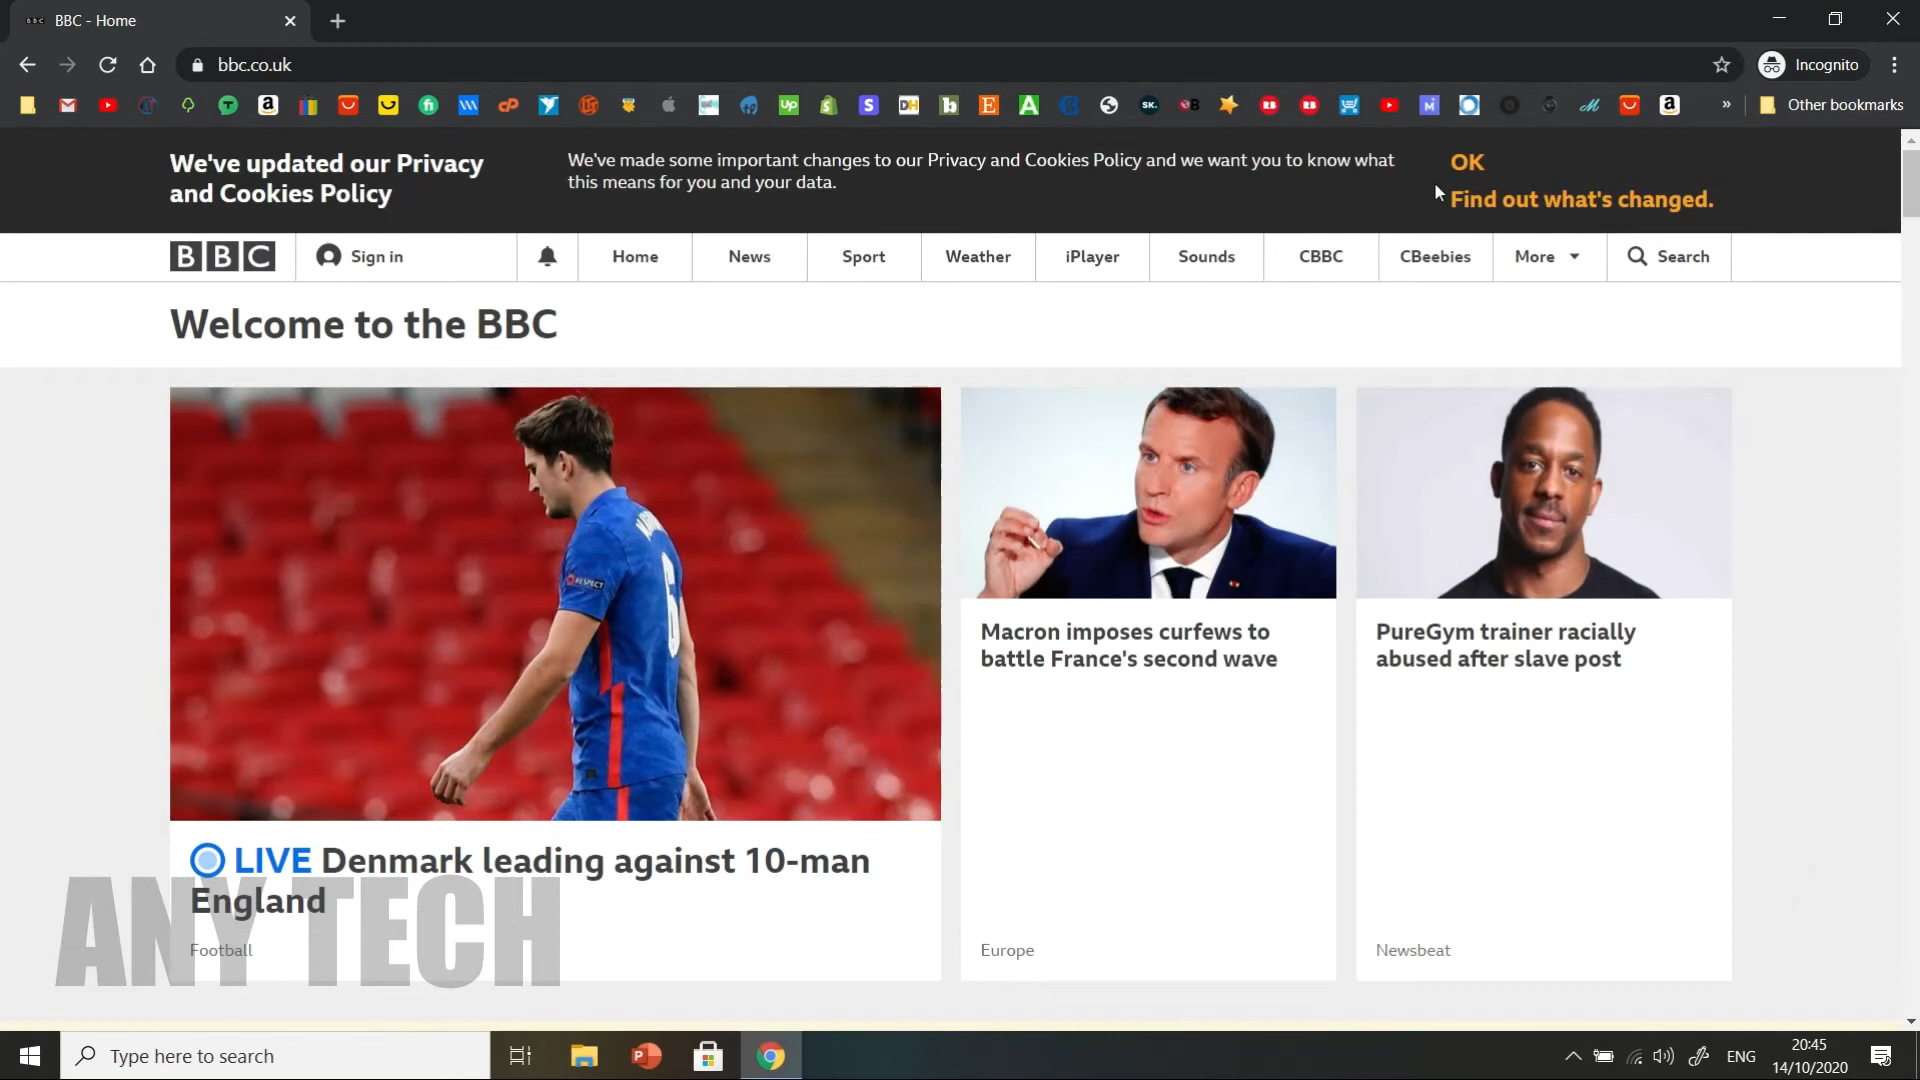 BBC - Home
bbc.co.uk
Incognito
Other bookmarks
We've updated our Privacy
and Cookies Policy
We've made some important changes to our Privacy and Cookies Policy and we want you to know what
this means for you and your data.
OK
Find out what's changed.
BBC
Sign in
Home
News
Sport
Weather
iPlayer
Sounds
CBBC
CBeebies
More
Search
Welcome to the BBC
RESPECT
6
LIVE Denmark leading against 10-man
England
Football
Macron imposes curfews to
battle France's second wave
Europe
PureGym trainer racially
abused after slave post
Newsbeat
ANY TECH
Type here to search
ENG
20:45
14/10/2020